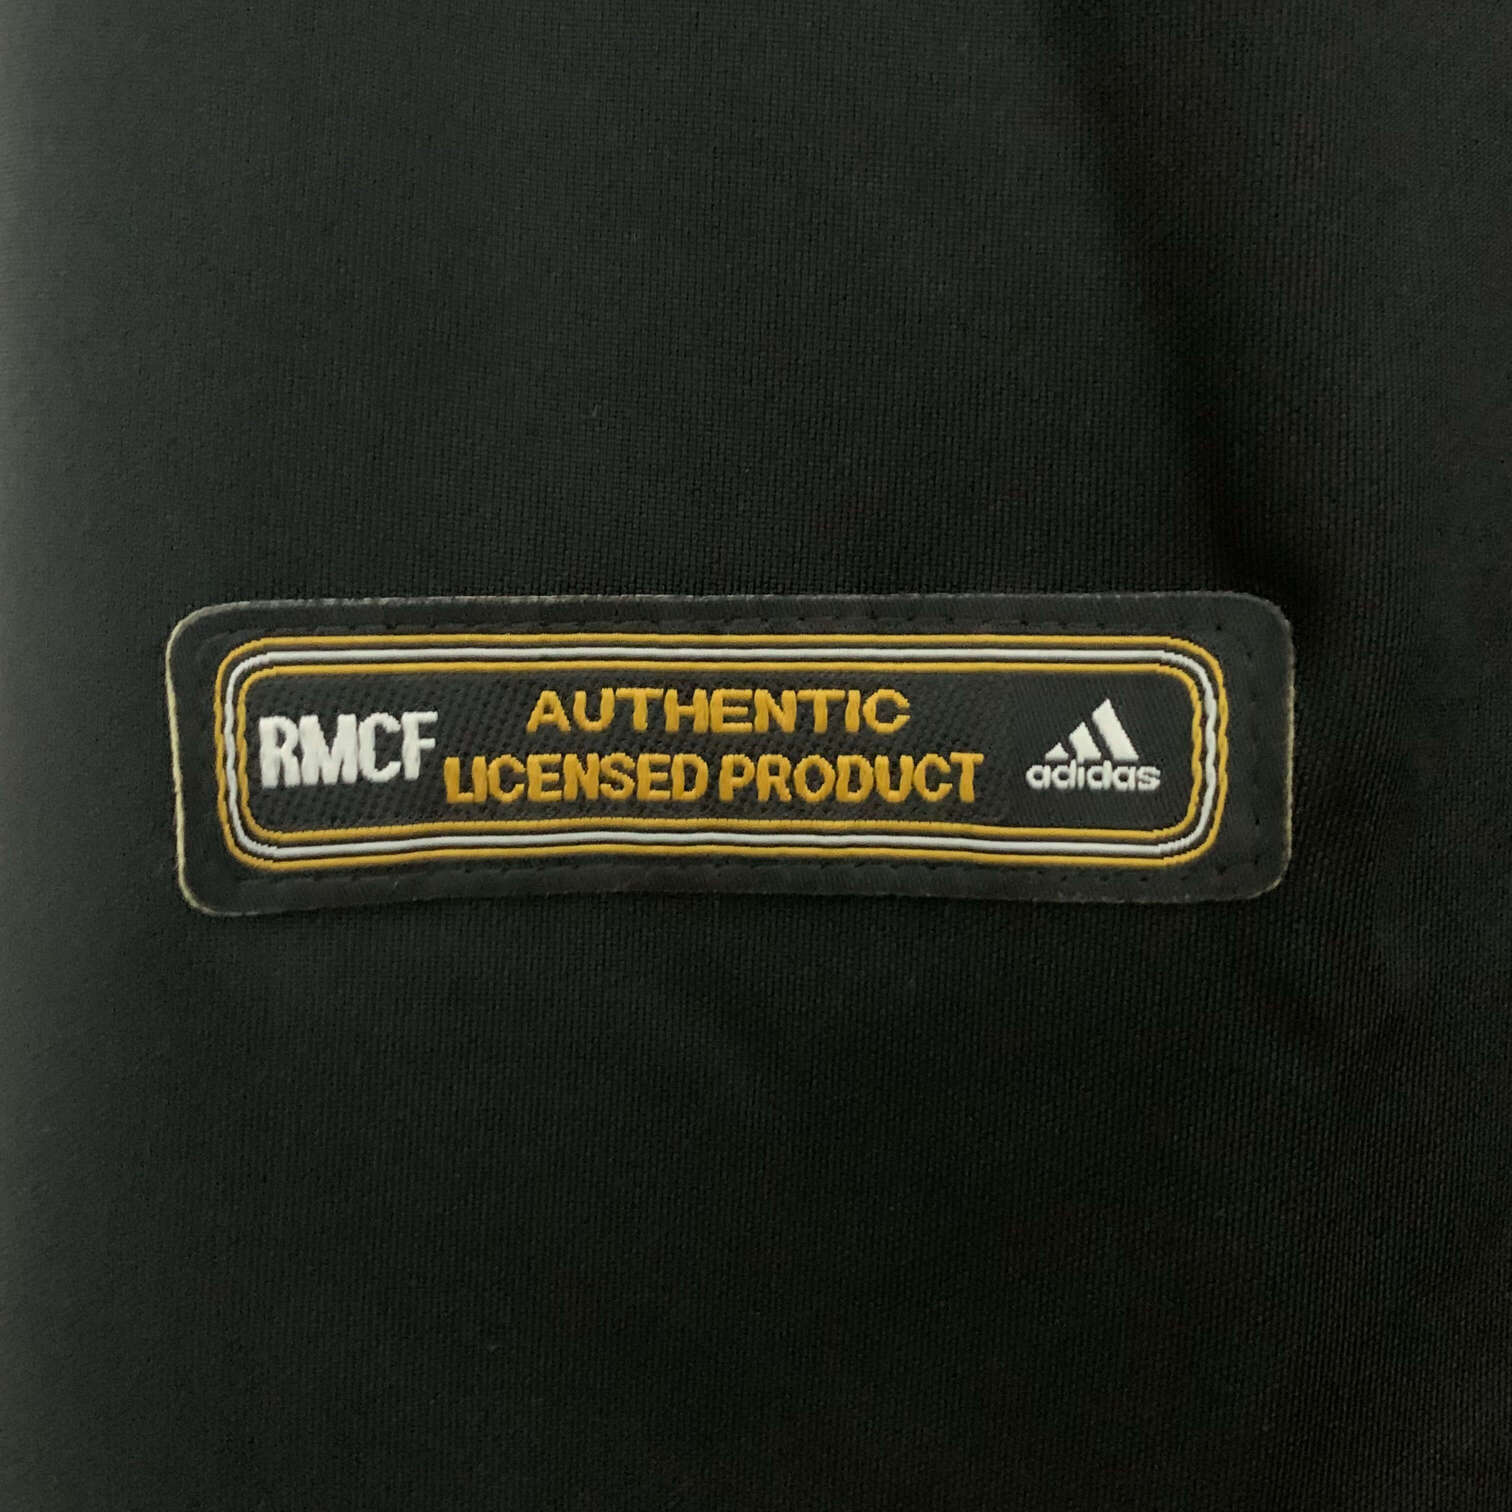 RMCF
AUTHENTIC
LICENSED PRODUCT
adidas